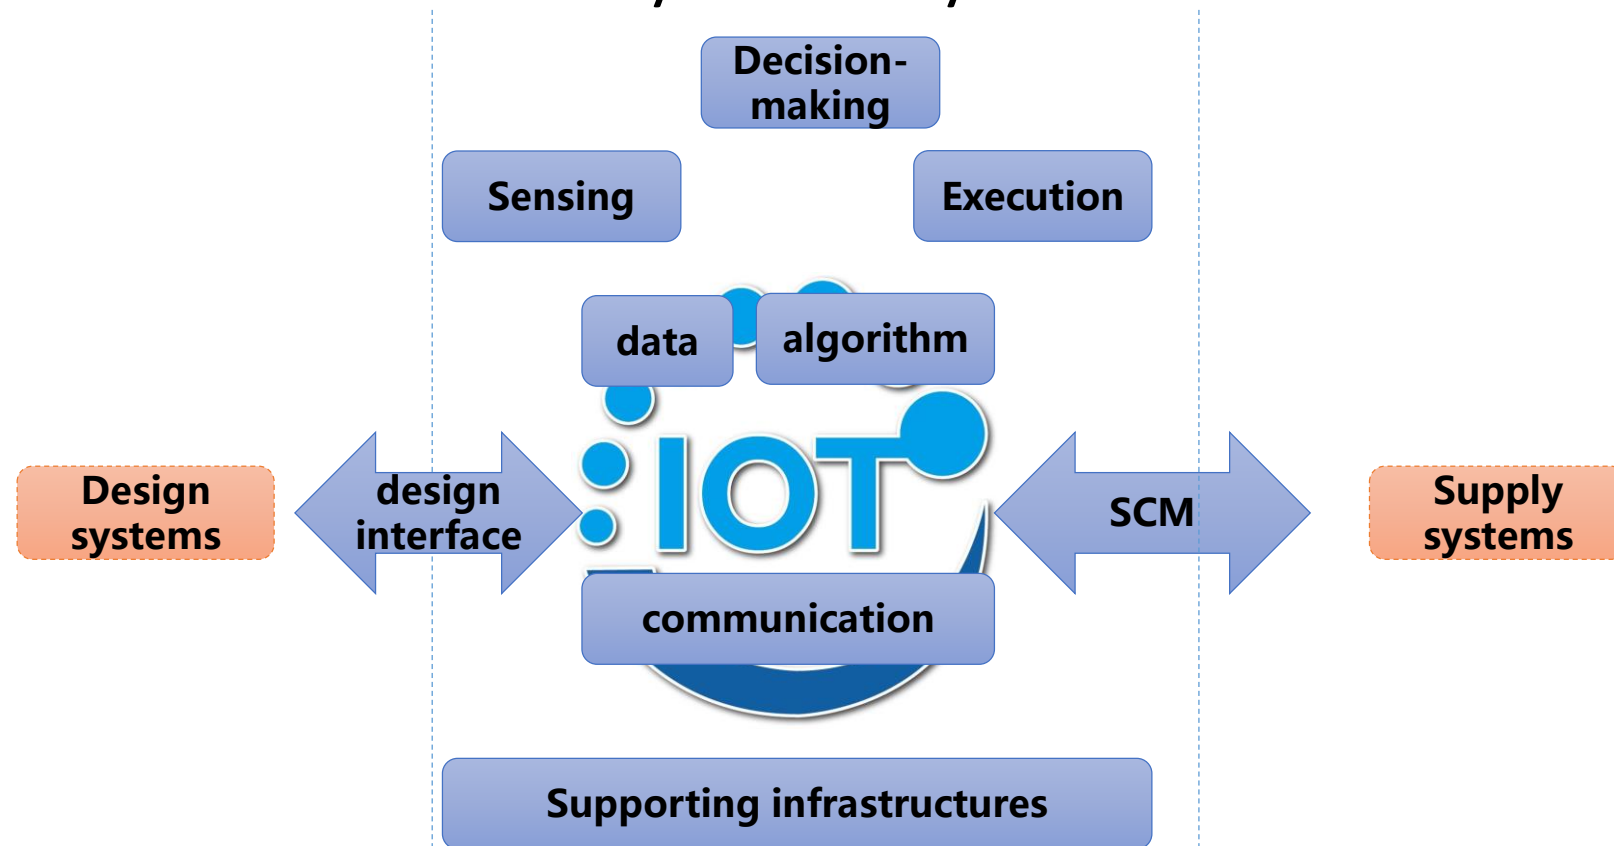 Decision-
making
Sensing
Execution
data
algorithm
IOT
Design
systems
design
interface
SCM
Supply
systems
communication
Supporting infrastructures